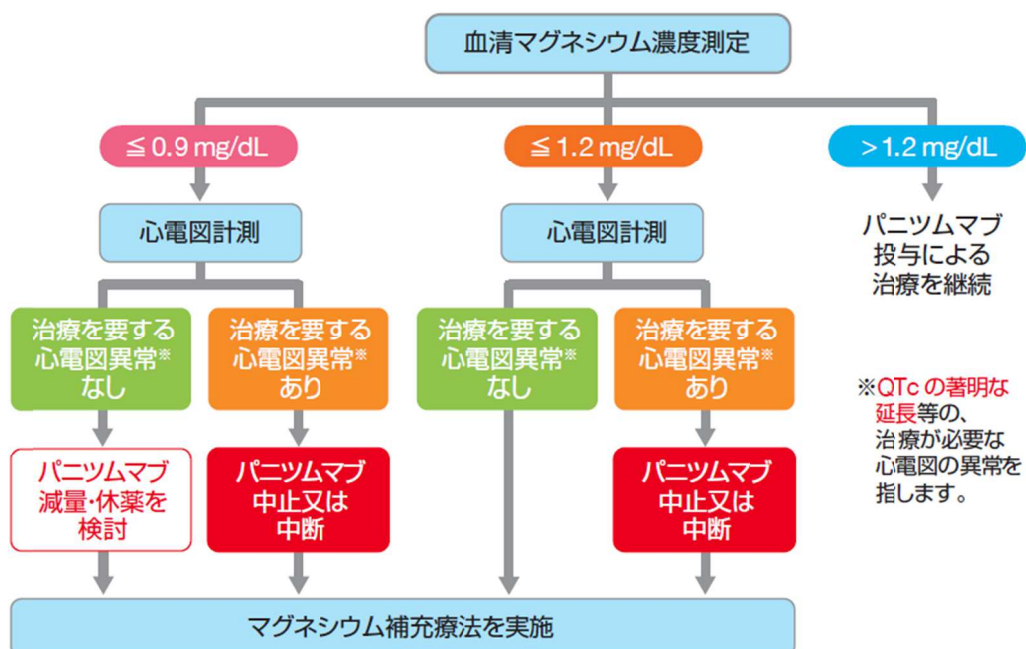 血清マグネシウム濃度測定
≦ 0.9 mg/dL
≦ 1.2 mg/dL
> 1.2 mg/dL
心電図計測
心電図計測
パニツムマブ
投与による
治療を継続
治療を要する
心電図異常※
なし
治療を要する
心電図異常※
あり
治療を要する
心電図異常※
なし
治療を要する
心電図異常※
あり
※QTc の著明な
延長等の、
治療が必要な
心電図の異常を
指します。
パニツムマブ
減量・休薬を
検討
パニツムマブ
中止又は
中断
パニツムマブ
中止又は
中断
マグネシウム補充療法を実施